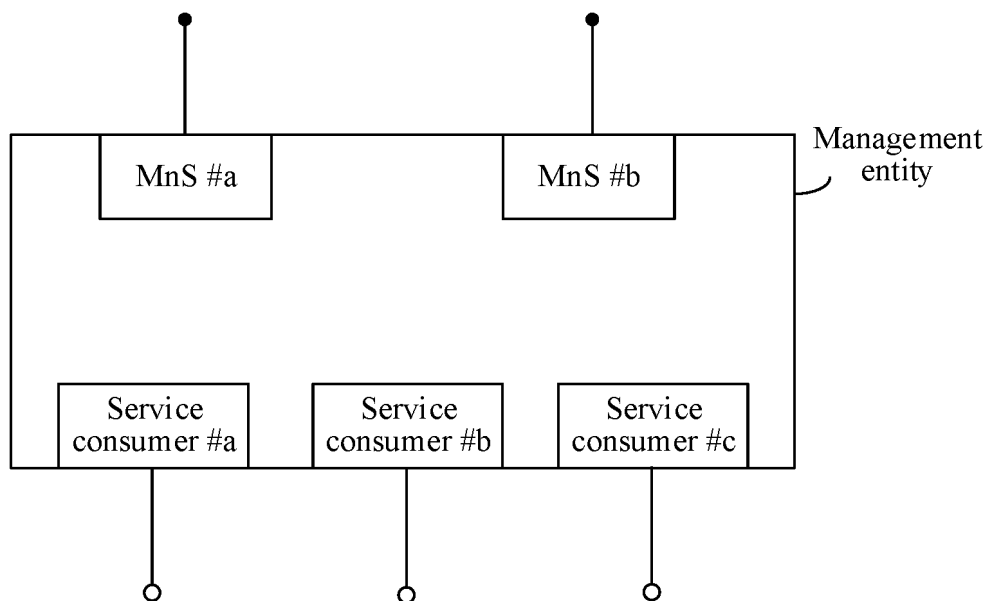 MnS #a
MnS #b
Management
entity
Service
consumer #a
Service
consumer #b
Service
consumer #c